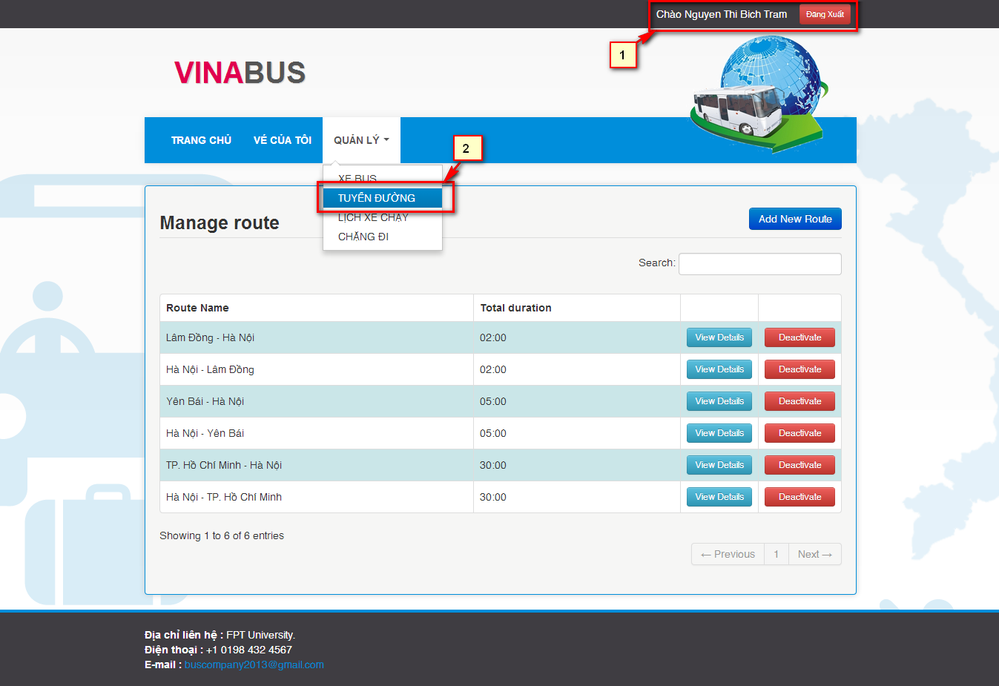 Chào Nguyen Thi Bich Tram Đăng Xuất
1
VINABUS
TRANG CHỦ VÉ CỦA TÔI QUẢN LÝ
2
XE BUS
TUYẾN ĐƯỜNG
LỊCH XE CHẠY
CHẶNG ĐI
Manage route Add New Route
Search:
Route Name Total duration
Lâm Đồng - Hà Nội 02:00 View Details Deactivate
Hà Nội - Lâm Đồng 02:00 View Details Deactivate
Yên Bái - Hà Nội 05:00 View Details Deactivate
Hà Nội - Yên Bái 05:00 View Details Deactivate
TP. Hồ Chí Minh - Hà Nội 30:00 View Details Deactivate
Hà Nội - TP. Hồ Chí Minh 30:00 View Details Deactivate
Showing 1 to 6 of 6 entries
← Previous 1 Next →
Địa chỉ liên hệ : FPT University.
Điện thoại : +1 0198 432 4567
E-mail : buscompany2013@gmail.com